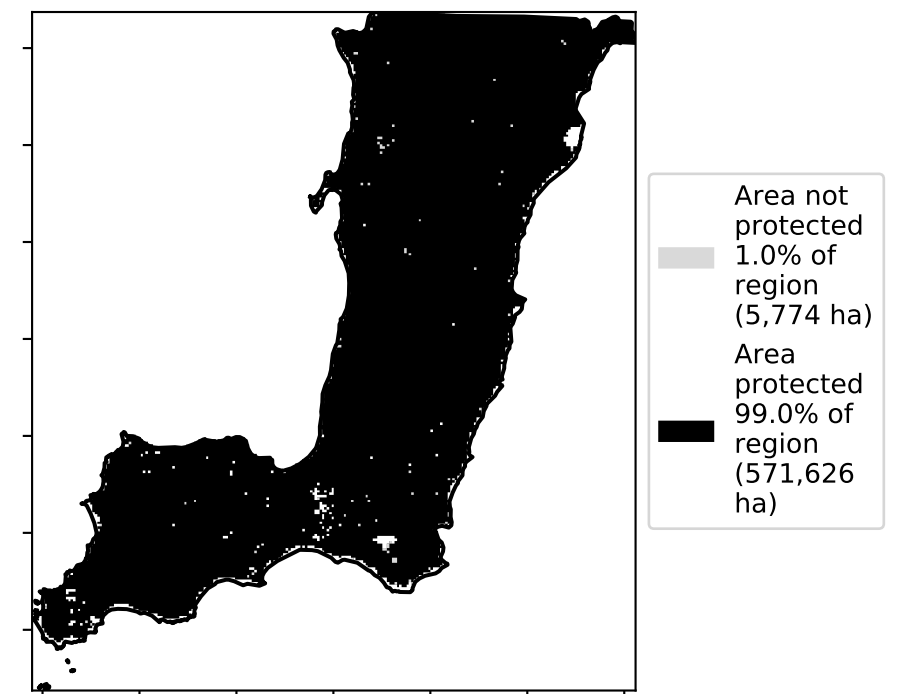 Area not
protected
1.0% of
region
(5,774 ha)
Area
protected
99.0% of
region
(571,626
ha)